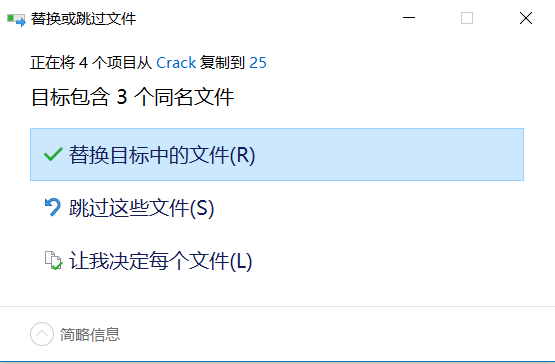 替换或跳过文件
正在将 4 个项目从 Crack 复制到 25
目标包含 3 个同名文件
替换目标中的文件(R)
跳过这些文件(S)
让我决定每个文件(L)
简略信息